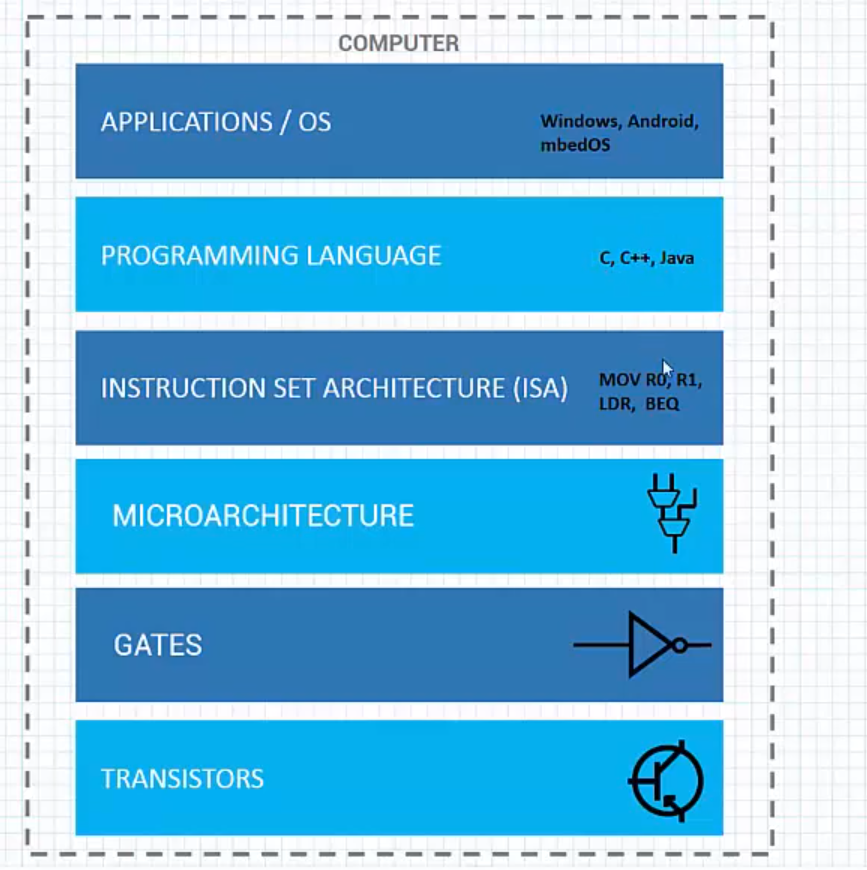 COMPUTER
APPLICATIONS / OS
Windows, Android,
mbedOS
PROGRAMMING LANGUAGE
C, C++, Java
INSTRUCTION SET ARCHITECTURE (ISA)
MOV R0, R1,
LDR, BEQ
MICROARCHITECTURE
GATES
TRANSISTORS